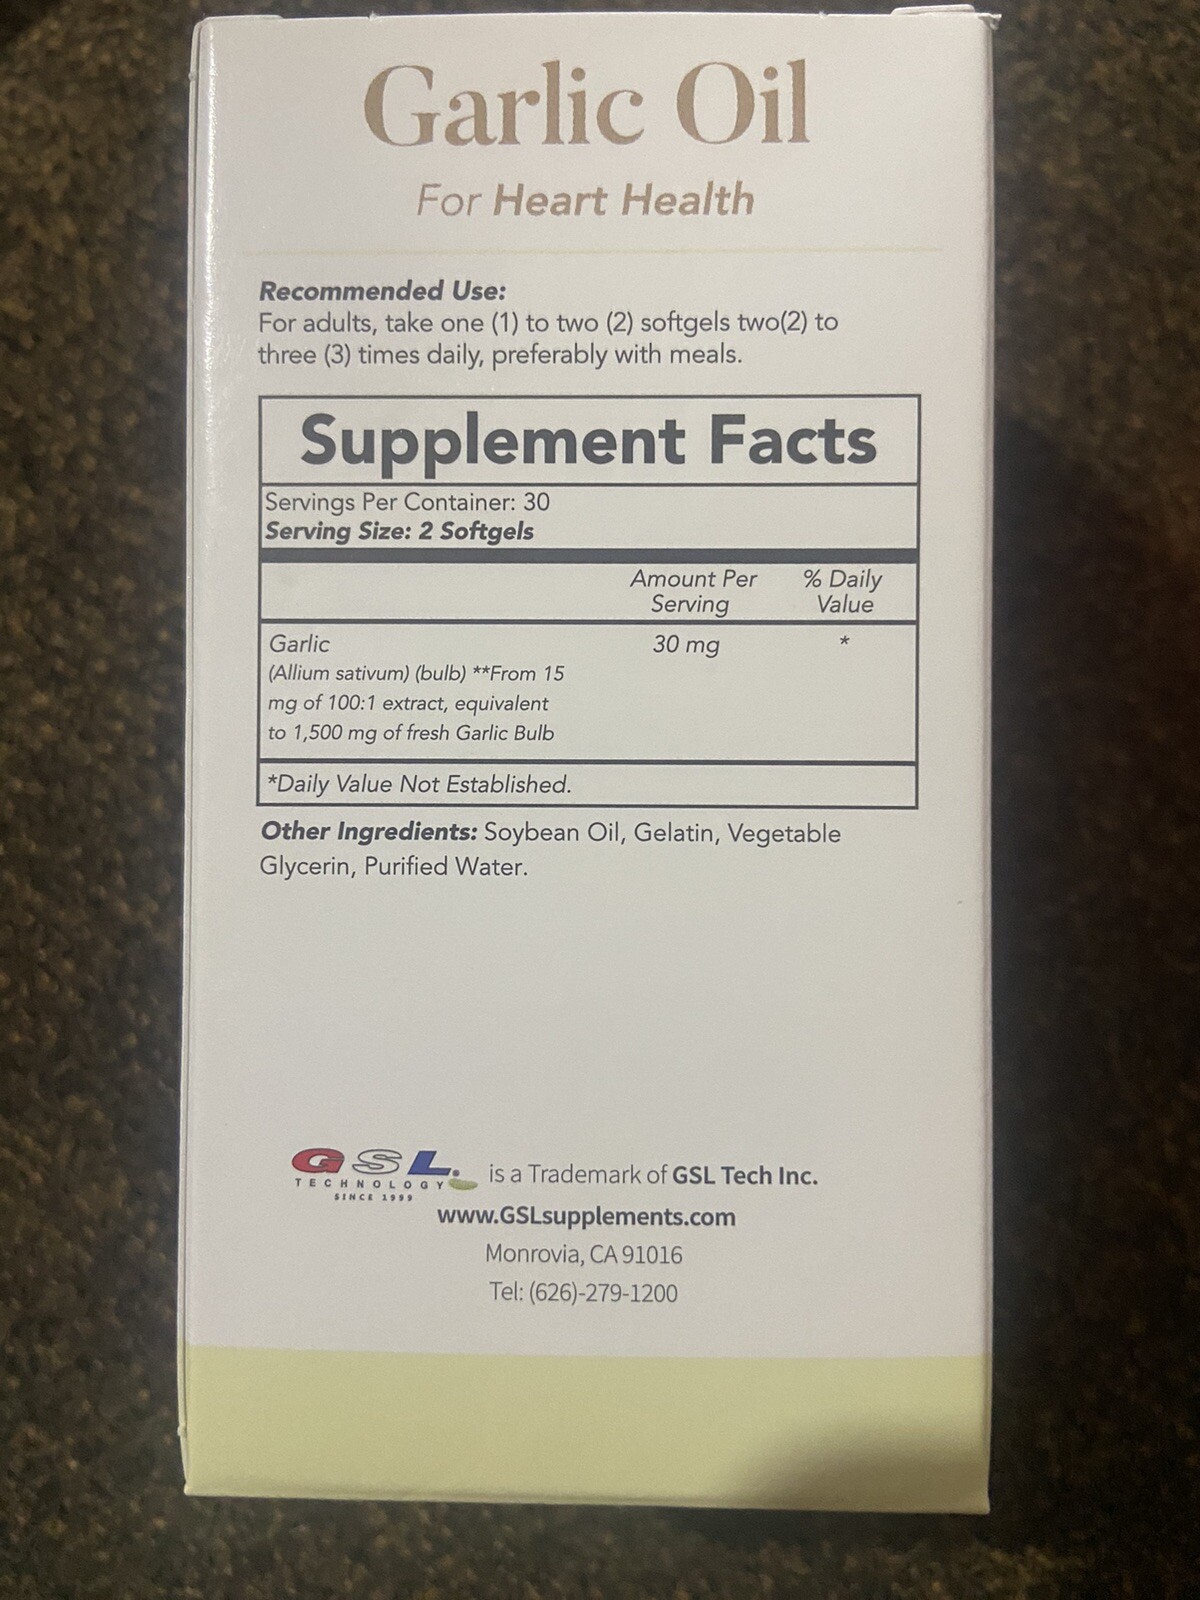 Garlic Oil
For Heart Health
Recommended Use:
For adults, take one (1) to two (2) softgels two(2) to
three (3) times daily, preferably with meals.
Supplement Facts
Servings Per Container: 30
Serving Size: 2 Softgels
Amount Per
Serving
% Daily
Value
Garlic
30 mg
*
(Allium sativum) (bulb) **From 15
mg of 100:1 extract, equivalent
to 1,500 mg of fresh Garlic Bulb
*Daily Value Not Established.
Other Ingredients: Soybean Oil, Gelatin, Vegetable
Glycerin, Purified Water.
GSL
TECHNOLOGY
SINCE 1999
is a Trademark of GSL Tech Inc.
www.GSLsupplements.com
Monrovia, CA 91016
Tel: (626)-279-1200